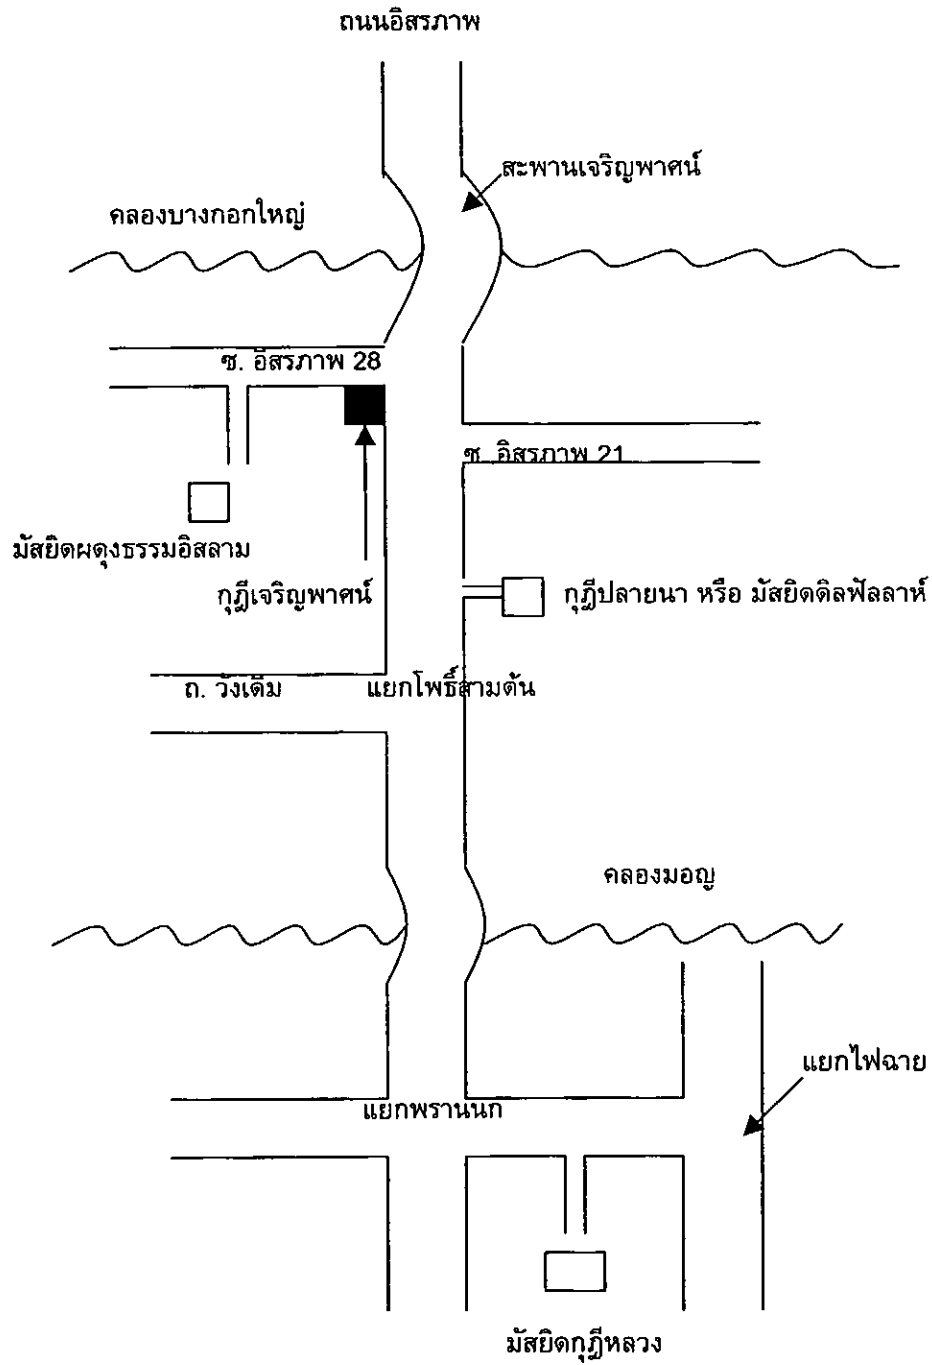 ถนนอิสรภาพ
สะพานเจริญพาศน์
คลองบางกอกใหญ่
ซ. อิสรภาพ 28
ซ. อิสรภาพ 21
มัสยิดผดุงธรรมอิสลาม
กุฎีเจริญพาศน์
กุฎีปลายนา หรือ มัสยิดดิลฟัลลาห์
ถ. วังเดิม
แยกโพธิ์สามต้น
คลองมอญ
แยกไฟฉาย
แยกพรานนก
มัสยิดกุฎีหลวง